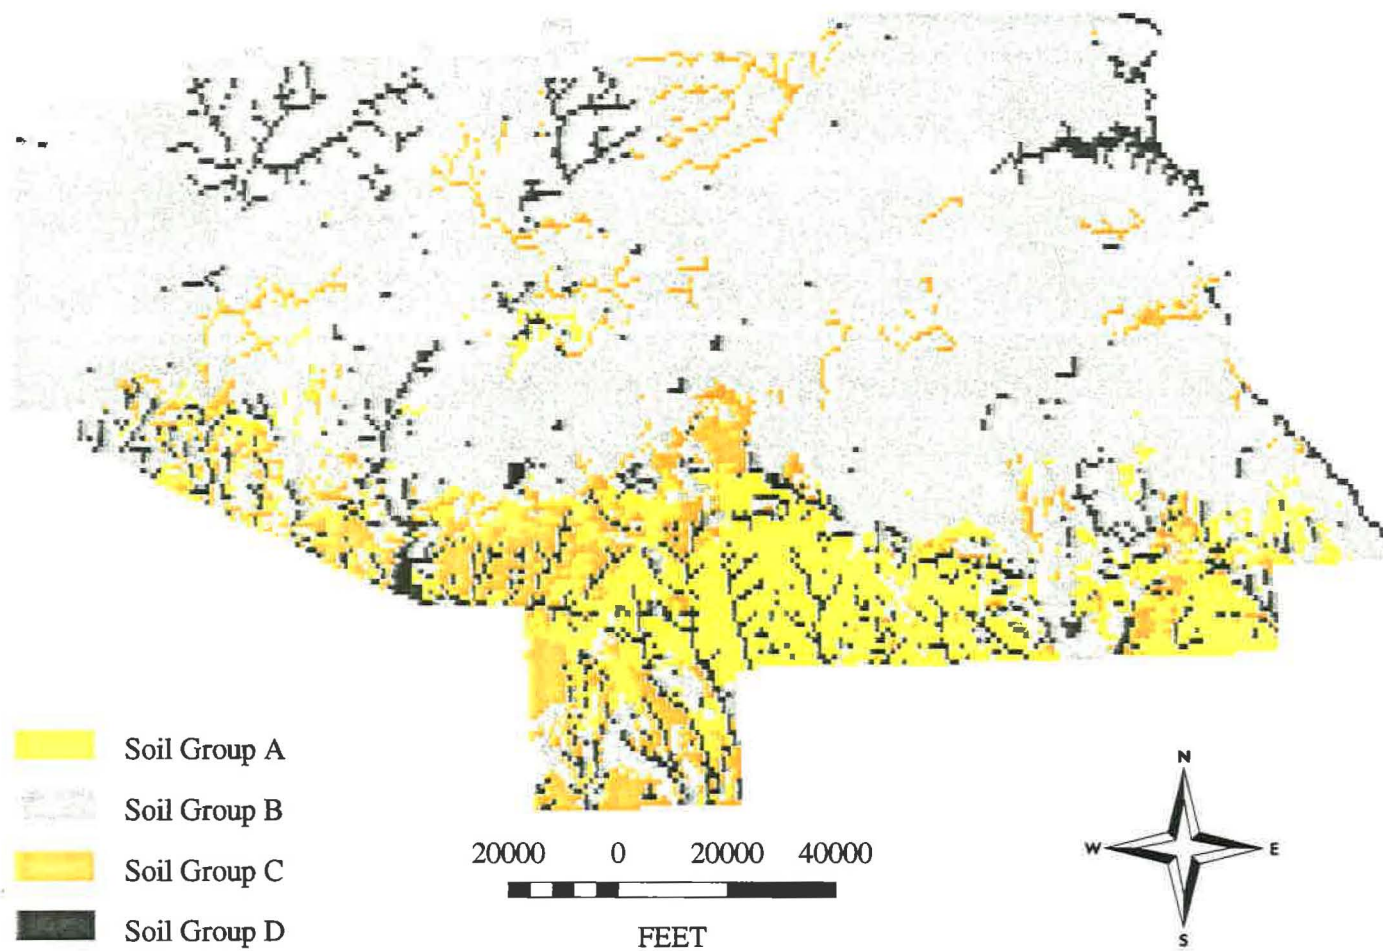 Soil Group A
Soil Group B
Soil Group C
Soil Group D
20000 0 20000 40000
FEET
N
W E
S